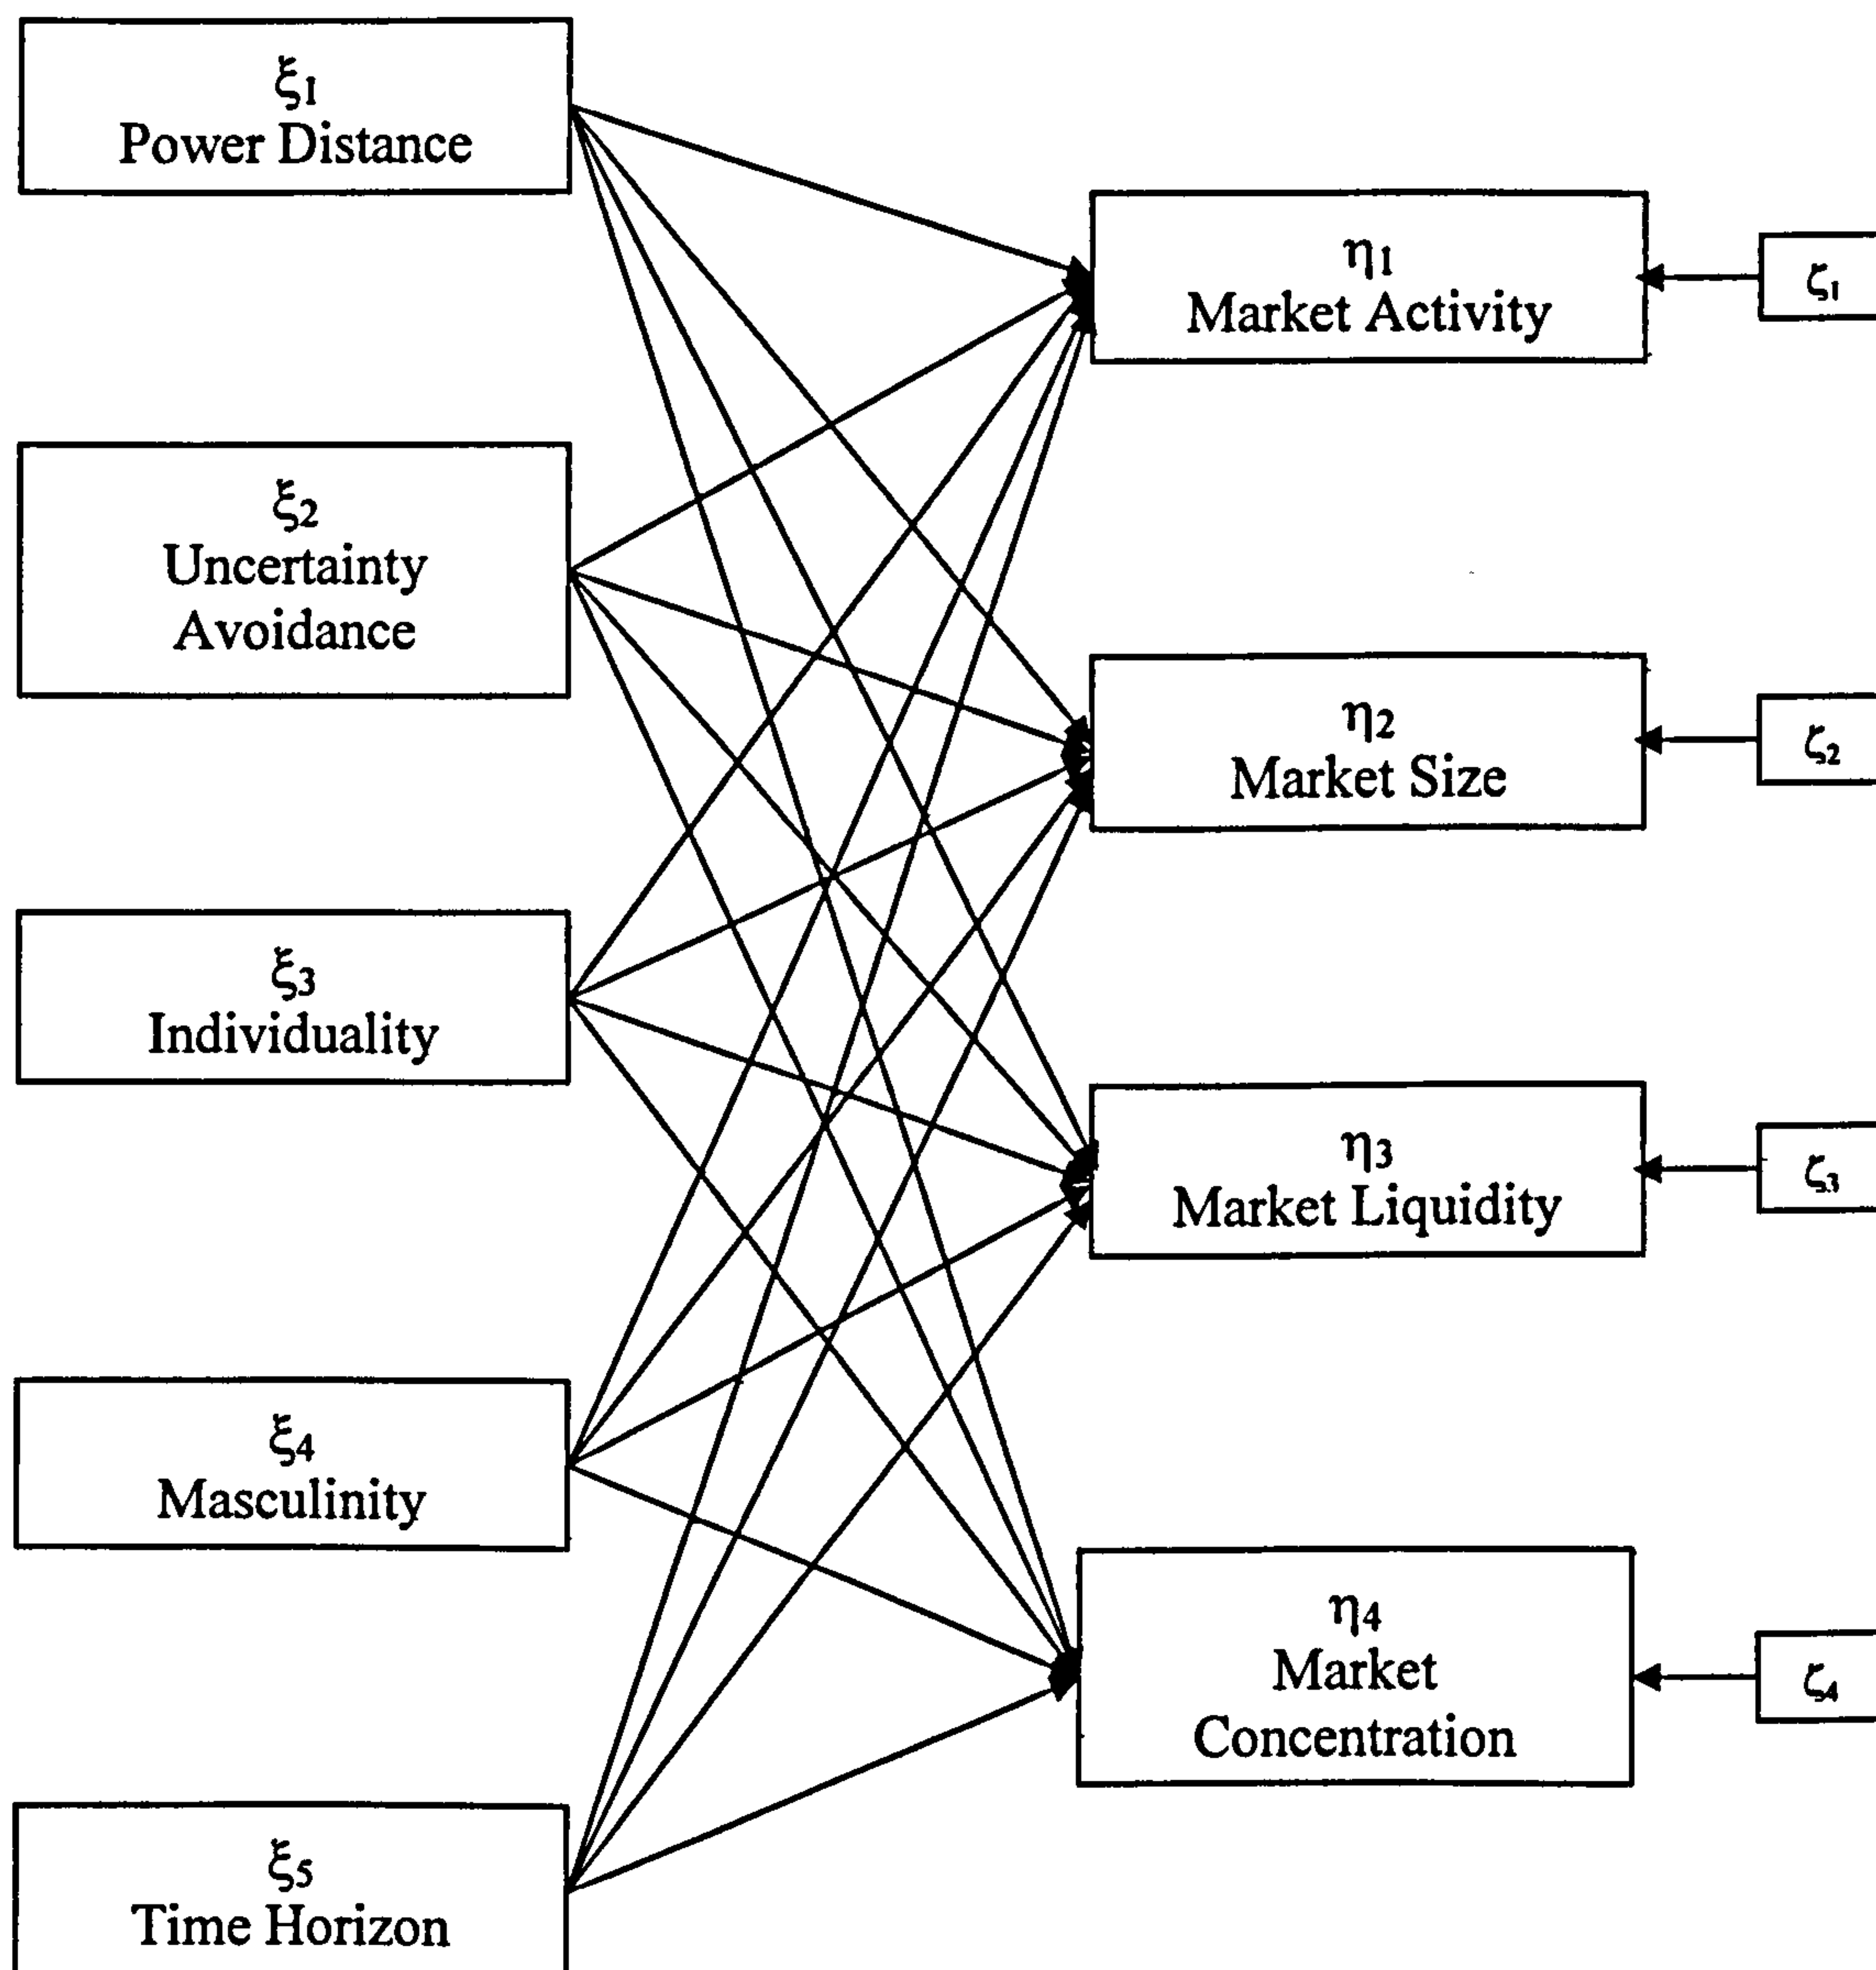 ξ1
Power Distance
η1
Market Activity
ζ1
ξ2
Uncertainty
Avoidance
η2
Market Size
ζ2
ξ3
Individuality
η3
Market Liquidity
ζ3
ξ4
Masculinity
η4
Market
Concentration
ζ4
ξ5
Time Horizon